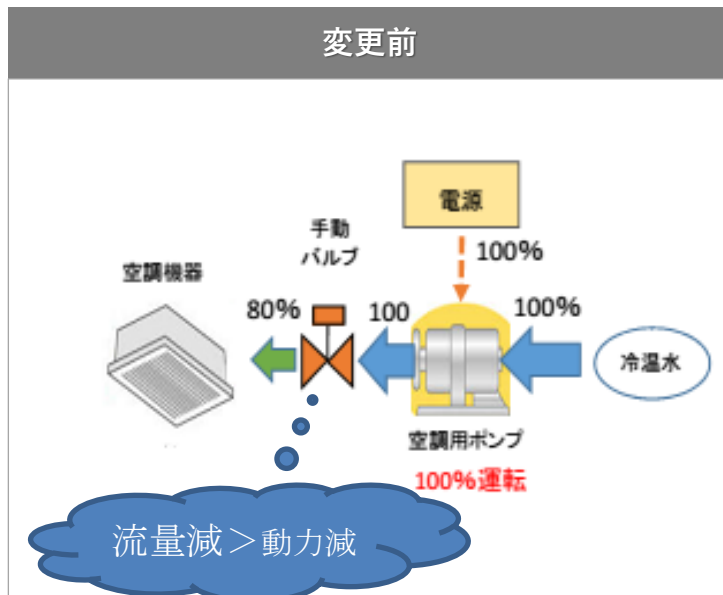 変更前
電源
手動
バルブ
100%
空調機器
80%
100
100%
冷温水
空調用ポンプ
100%運転
流量減＞動力減